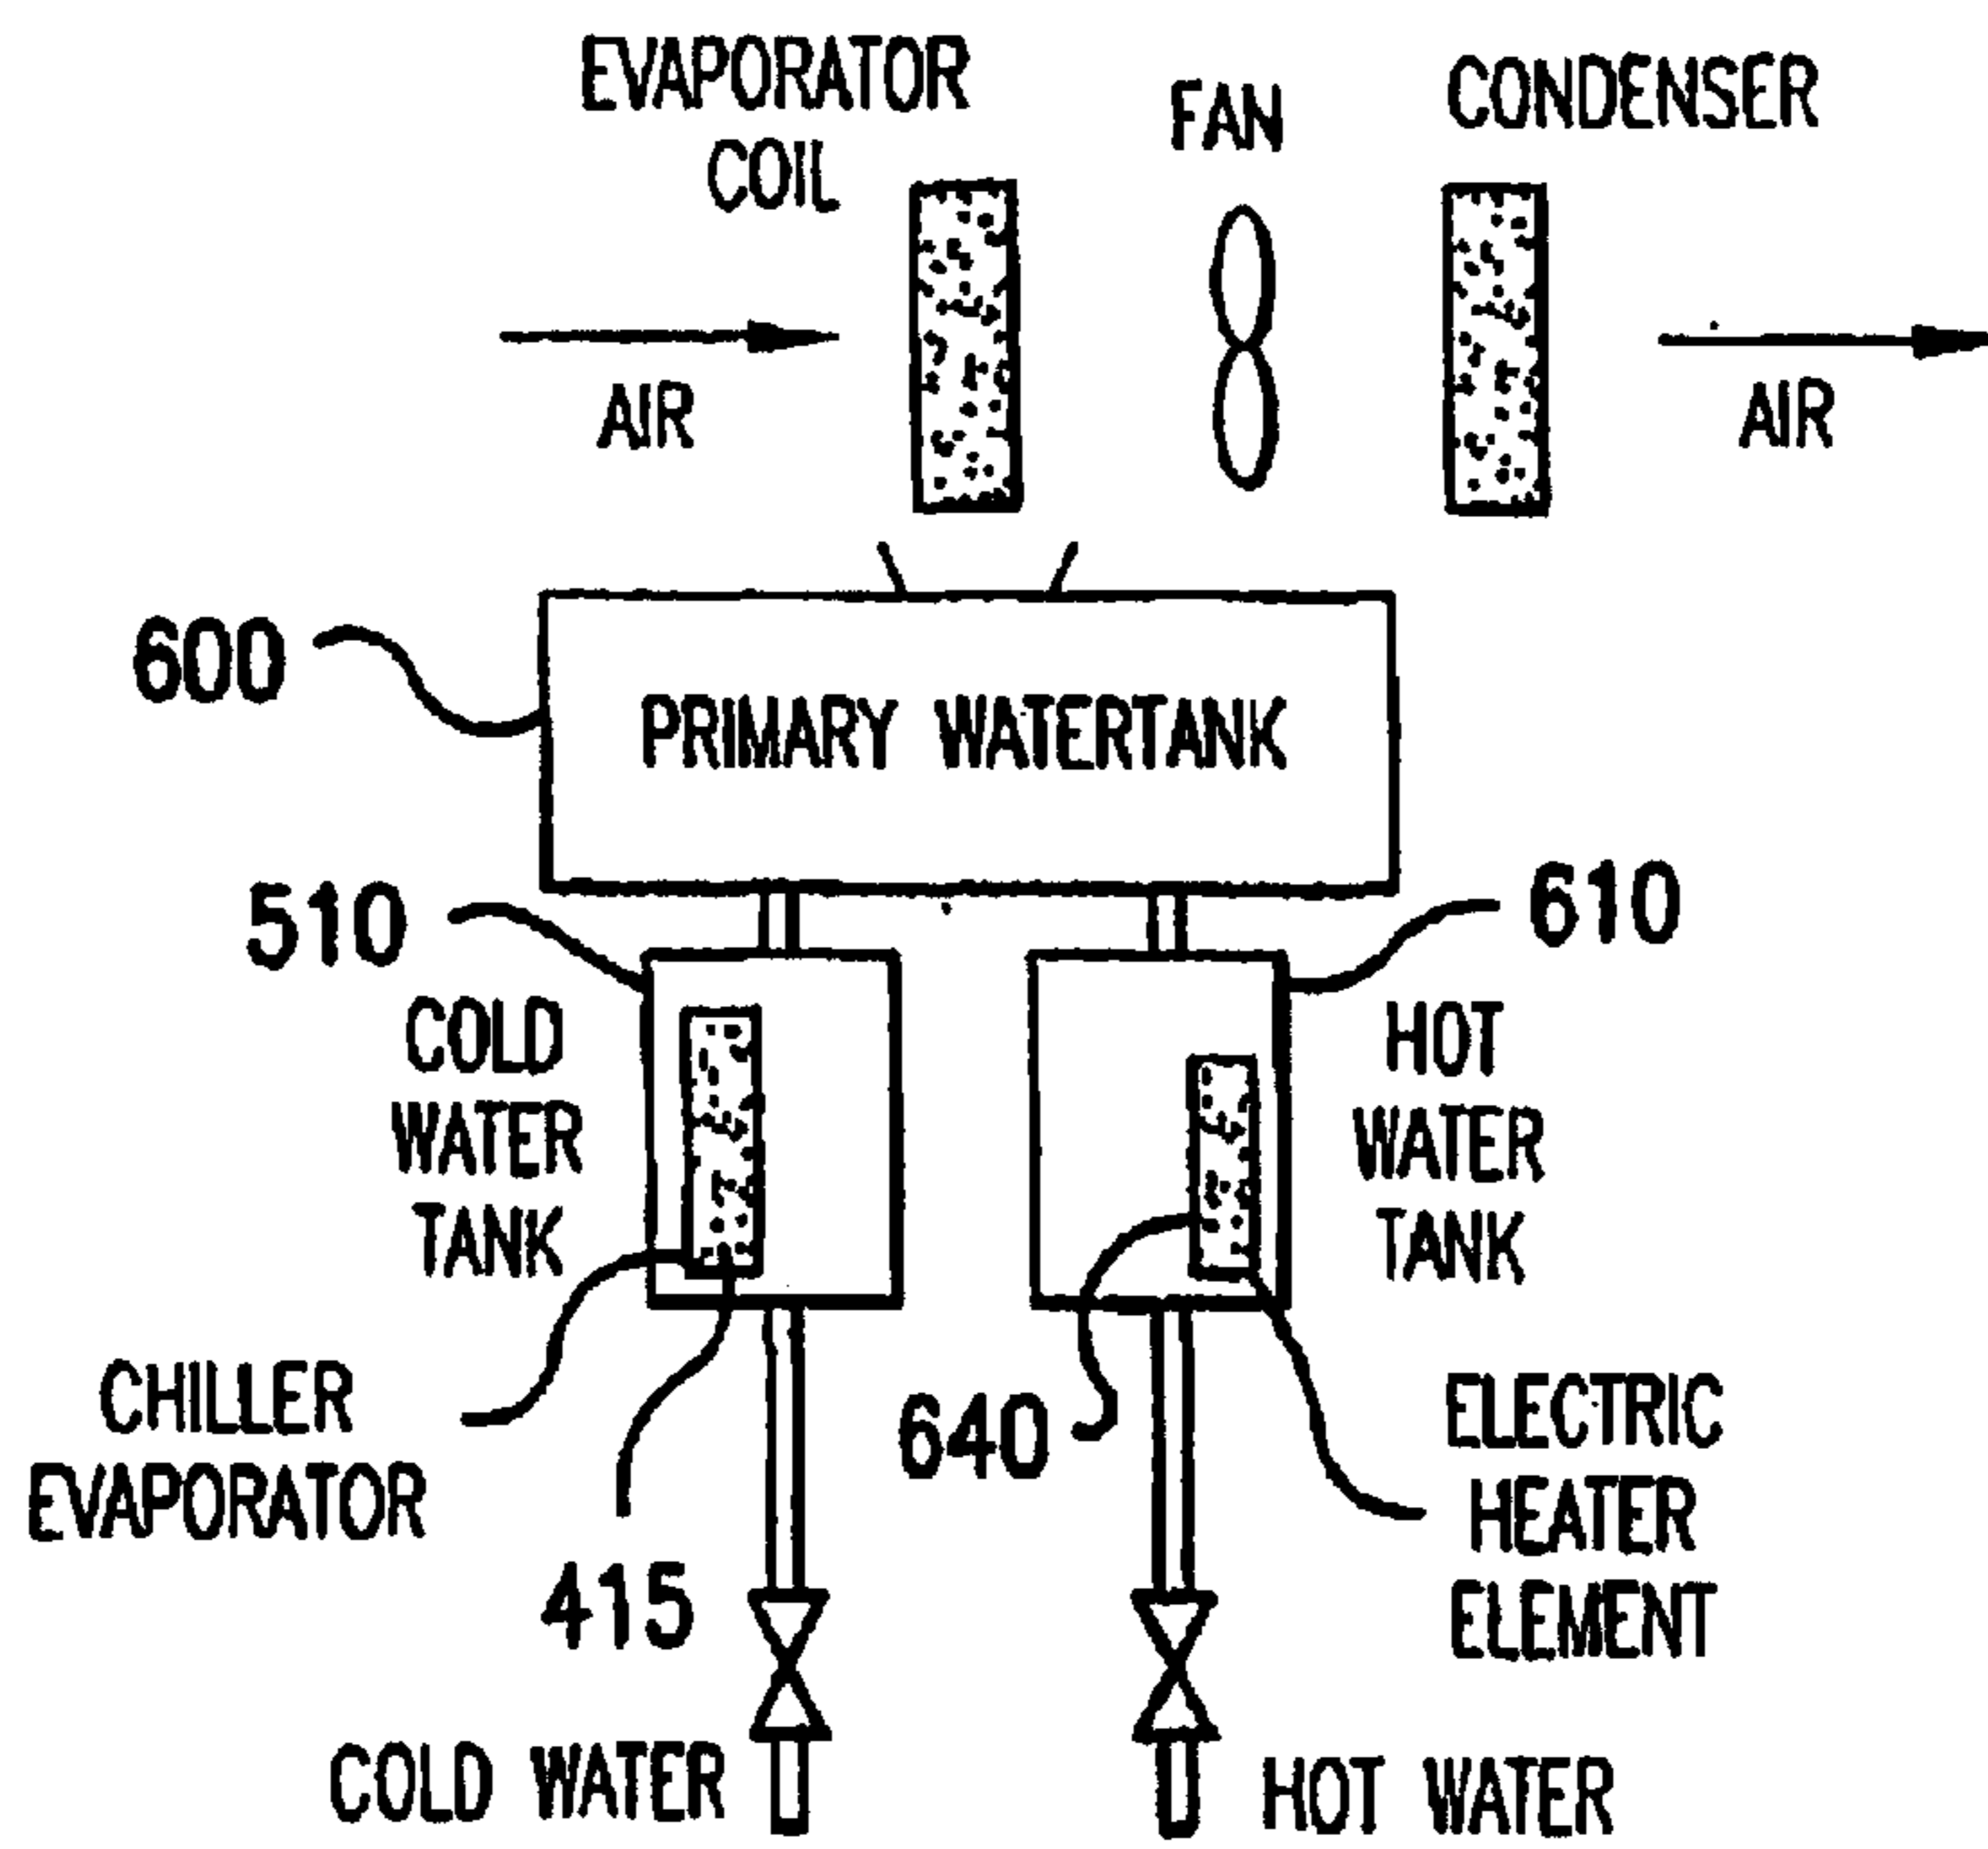 EVAPORATOR
COIL
FAN
CONDENSER
AIR
AIR
600
PRIMARY WATERTANK
510
610
COLD
WATER
TANK
HOT
WATER
TANK
CHILLER
EVAPORATOR
415
640
ELECTRIC
HEATER
ELEMENT
COLD WATER
HOT WATER